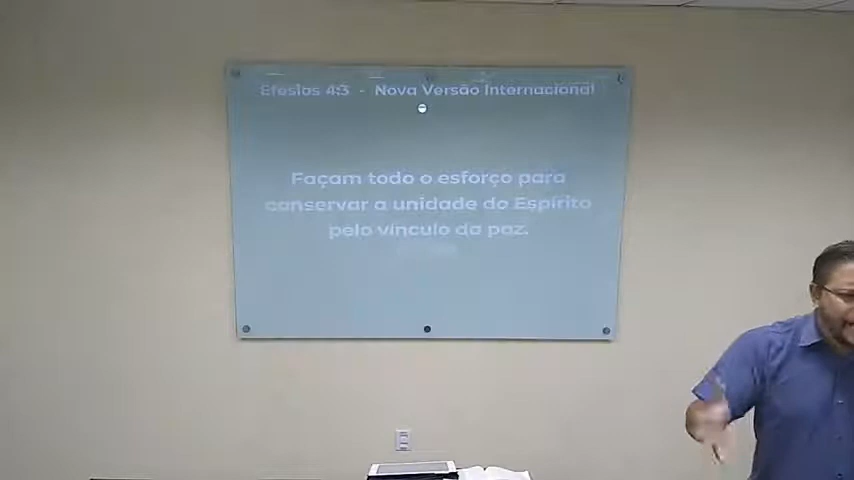 Efésios 4:3 - Nova Versão Internacional
Façam todo o esforço para
conservar a unidade do Espírito
pelo vínculo da paz.